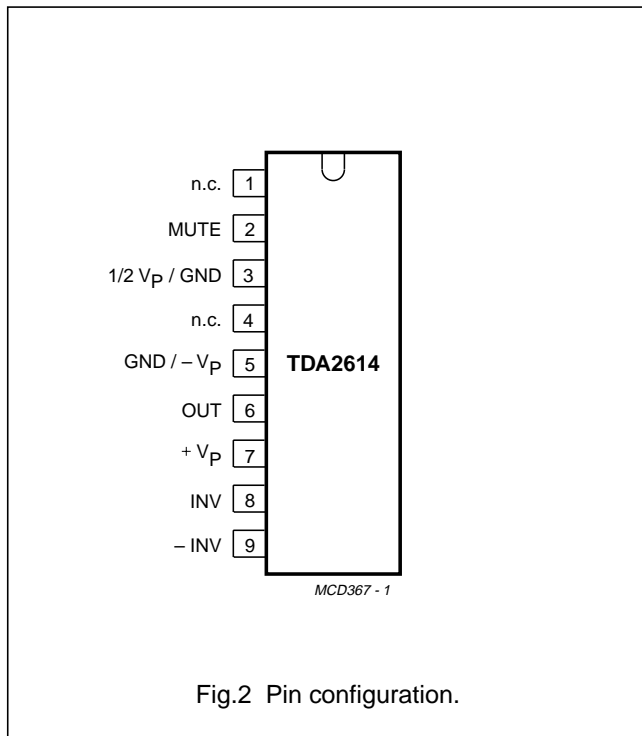 n.c. 1
MUTE 2
1/2 VP / GND 3
n.c. 4
GND / – VP 5
TDA2614
OUT 6
+ VP 7
INV 8
– INV 9
MCD367 - 1
Fig.2 Pin configuration.